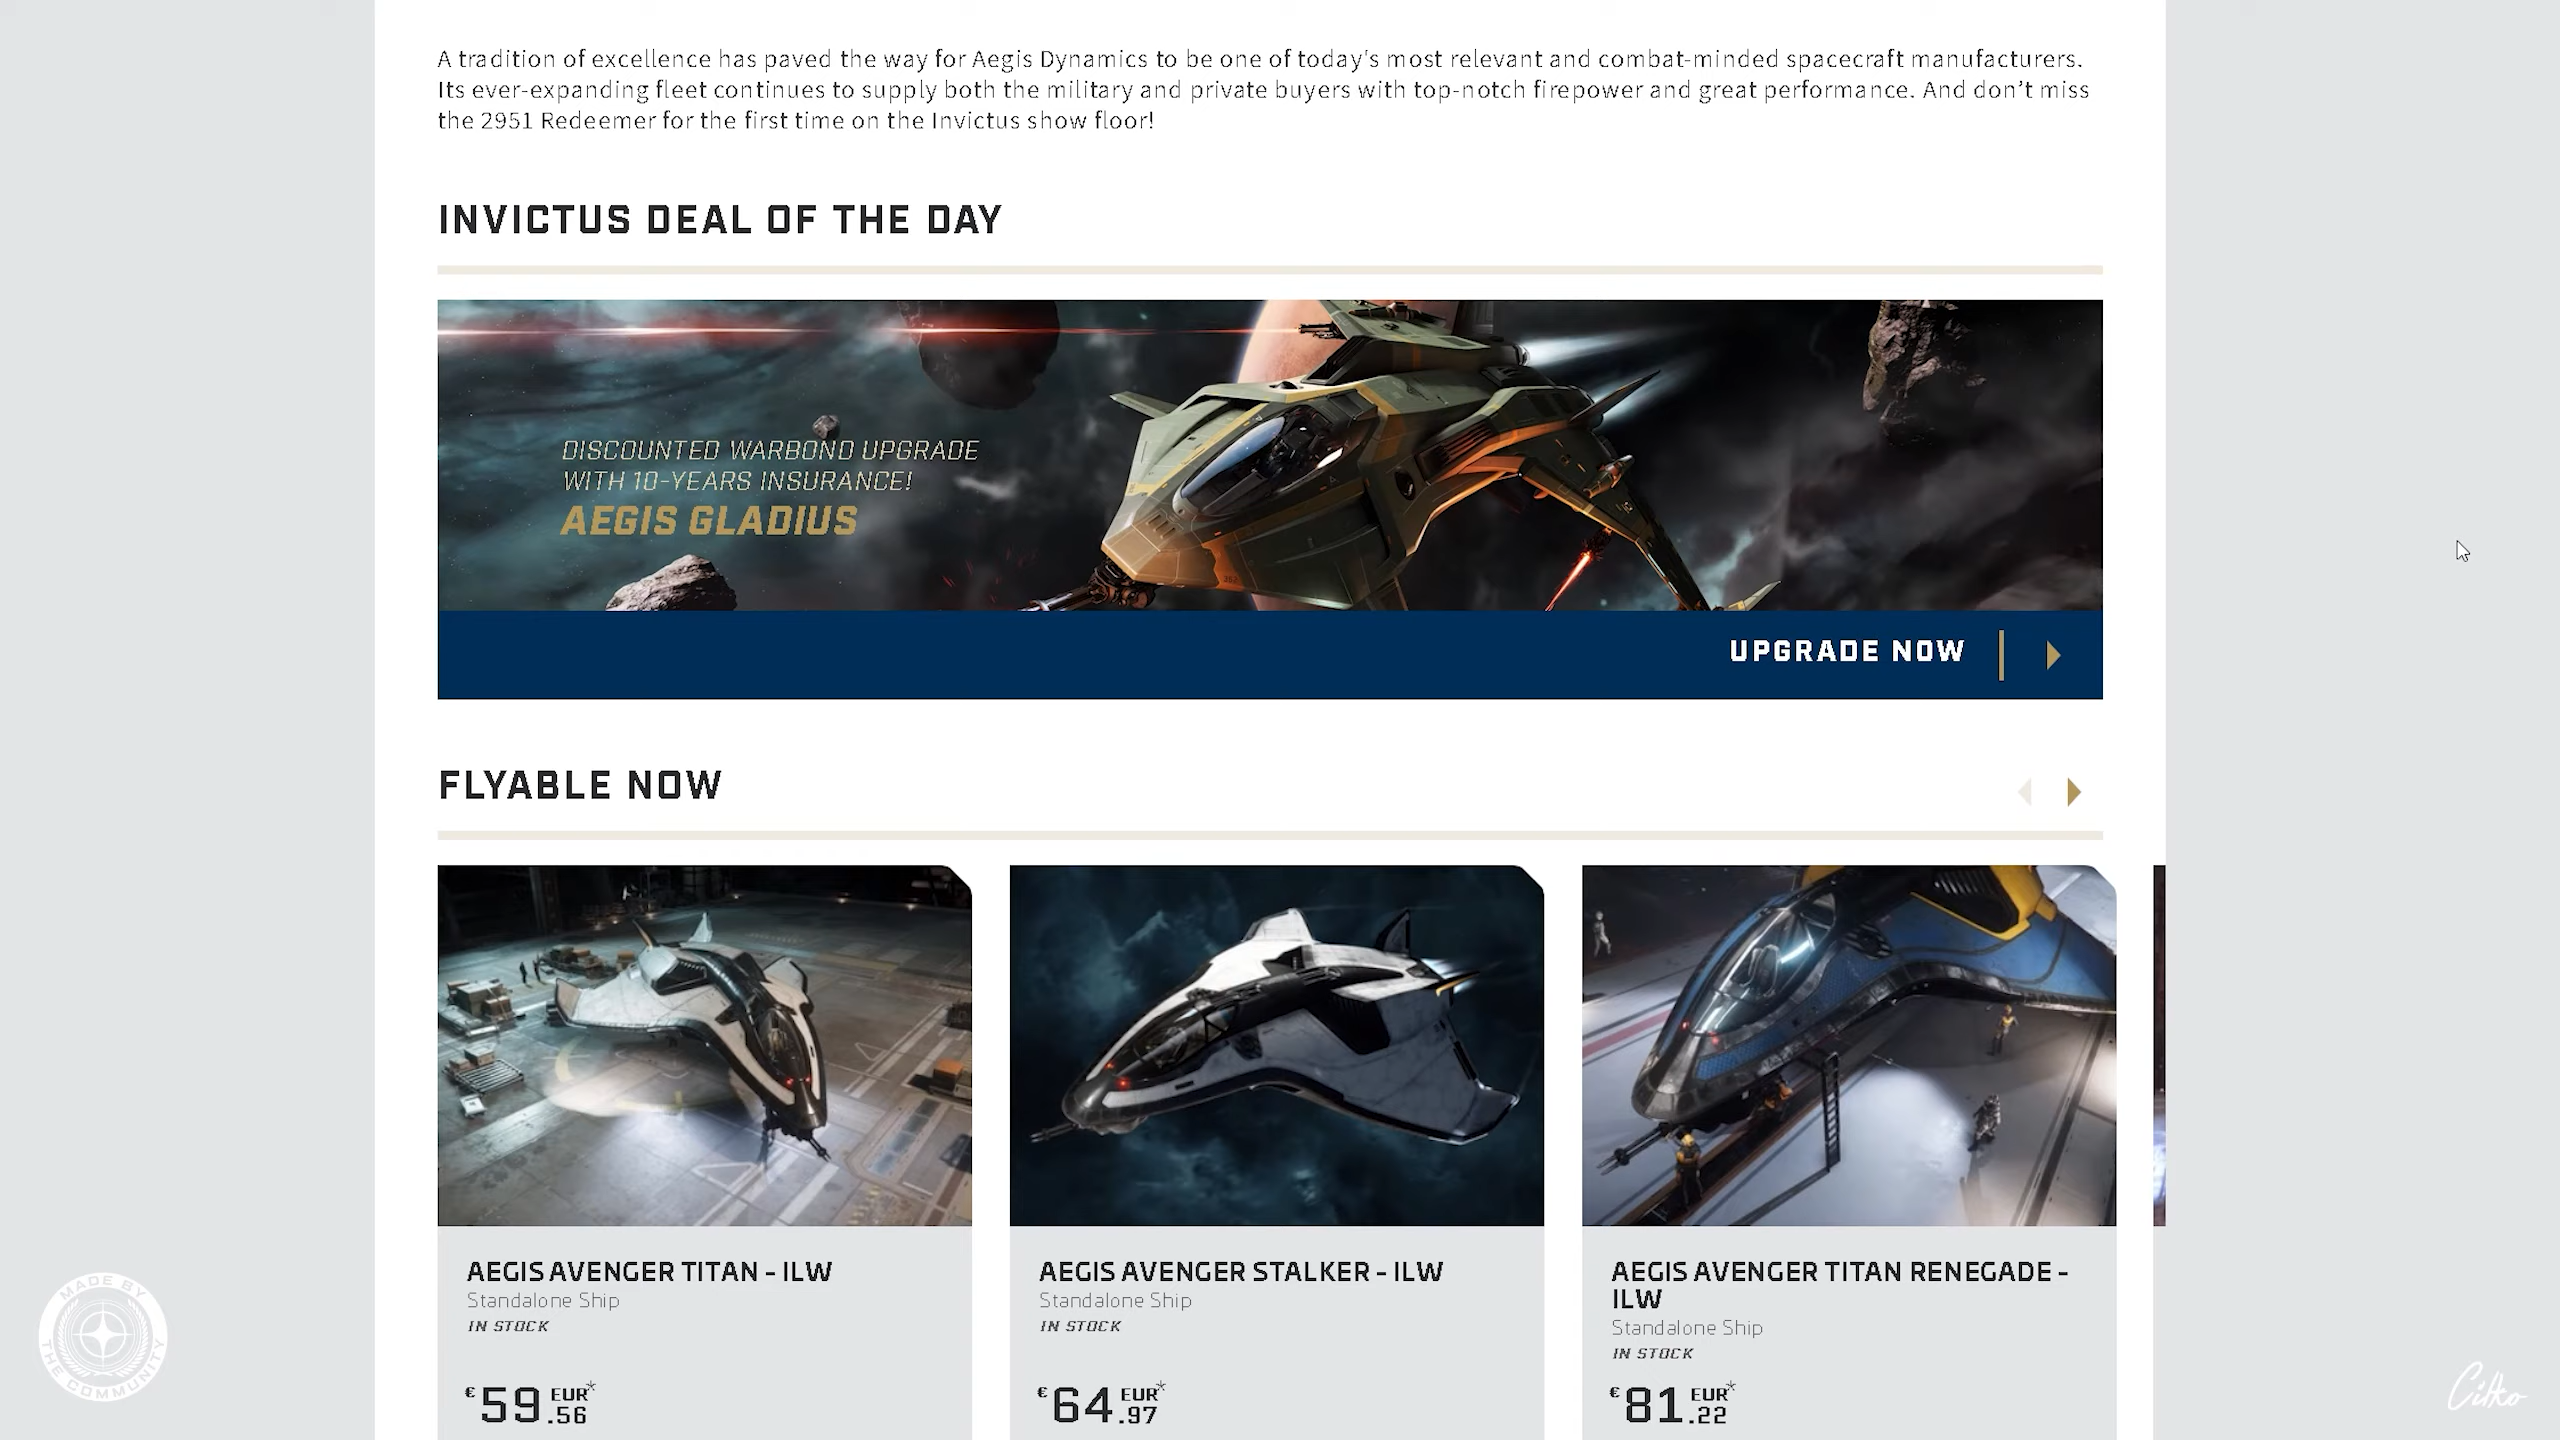 A tradition of excellence has paved the way for Aegis Dynamics to be one of today's most relevant and combat-minded spacecraft manufacturers.
Its ever-expanding fleet continues to supply both the military and private buyers with top-notch firepower and great performance. And don't miss
the 2951 Redeemer for the first time on the Invictus show floor!
INVICTUS DEAL OF THE DAY
DISCOUNTED WARBOND UPGRADE
WITH 10-YEARS INSURANCE!
AEGIS GLADIUS
UPGRADE NOW
FLYABLE NOW
AEGIS AVENGER TITAN - ILW
Standalone Ship
IN STOCK
€59.56 EUR*
AEGIS AVENGER STALKER - ILW
Standalone Ship
IN STOCK
€64.97 EUR*
AEGIS AVENGER TITAN RENEGADE -
ILW
Standalone Ship
IN STOCK
€81.22 EUR*
MADE BY
THE COMMUNITY